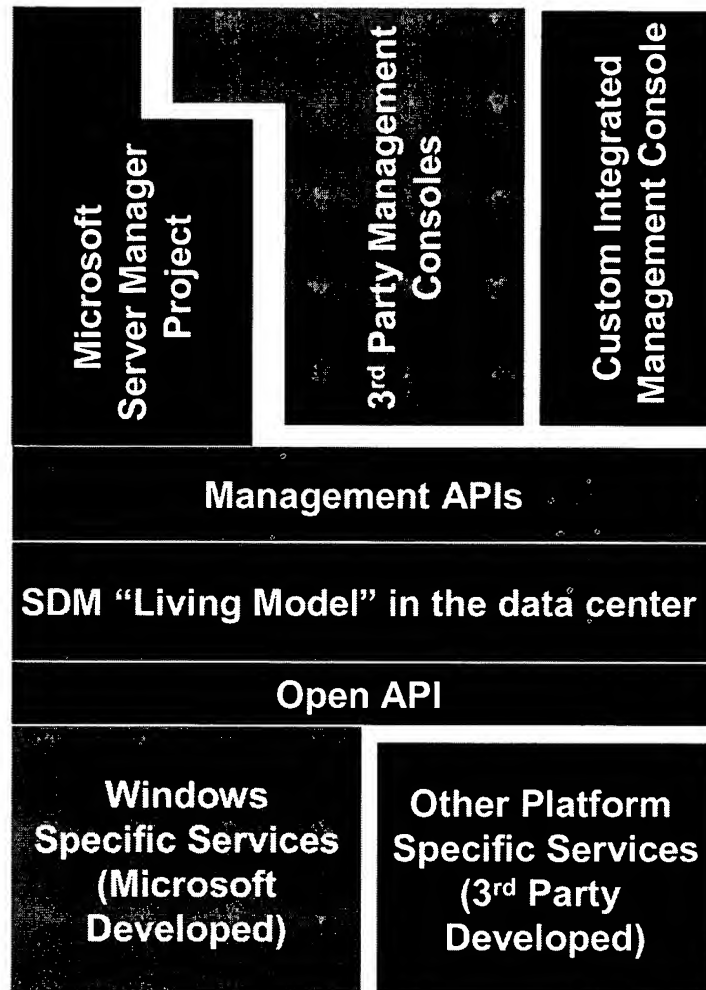 Microsoft
Server Manager
Project
3rd Party Management
Consoles
Custom Integrated
Management Console
Management APIs
SDM “Living Model” in the data center
Open API
Windows
Specific Services
(Microsoft
Developed)
Other Platform
Specific Services
(3rd Party
Developed)